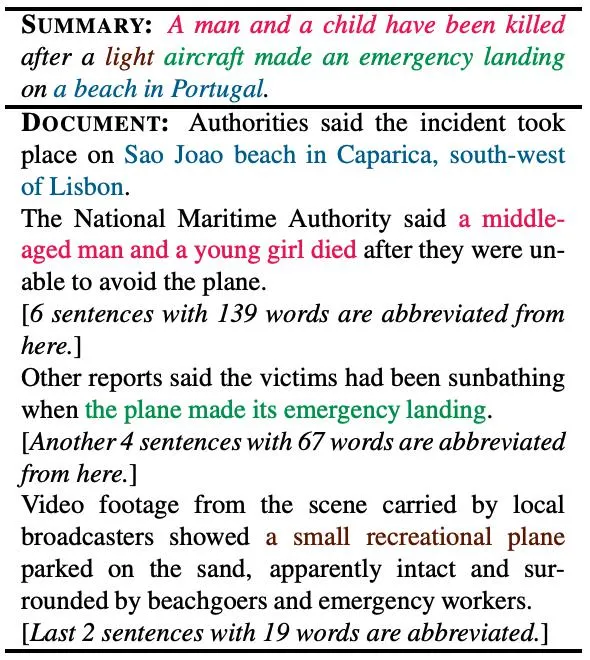 SUMMARY: A man and a child have been killed
after a light aircraft made an emergency landing
on a beach in Portugal.
DOCUMENT: Authorities said the incident took
place on Sao Joao beach in Caparica, south-west
of Lisbon.
The National Maritime Authority said a middle-
aged man and a young girl died after they were un-
able to avoid the plane.
[6 sentences with 139 words are abbreviated from
here.]
Other reports said the victims had been sunbathing
when the plane made its emergency landing.
[Another 4 sentences with 67 words are abbreviated
from here.]
Video footage from the scene carried by local
broadcasters showed a small recreational plane
parked on the sand, apparently intact and sur-
rounded by beachgoers and emergency workers.
[Last 2 sentences with 19 words are abbreviated.]